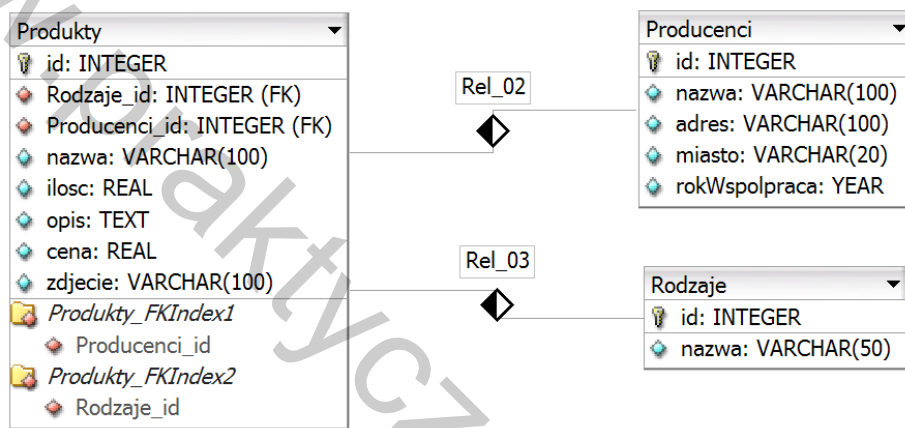 Produkty
id: INTEGER
Rodzaje_id: INTEGER (FK)
Producenci_id: INTEGER (FK)
nazwa: VARCHAR(100)
ilosc: REAL
opis: TEXT
cena: REAL
zdjecie: VARCHAR(100)
Produkty_FKIndex1
Producenci_id
Produkty_FKIndex2
Rodzaje_id
Rel_02
Rel_03
Producenci
id: INTEGER
nazwa: VARCHAR(100)
adres: VARCHAR(100)
miasto: VARCHAR(20)
rokWspolpraca: YEAR
Rodzaje
id: INTEGER
nazwa: VARCHAR(50)
w.praktycz